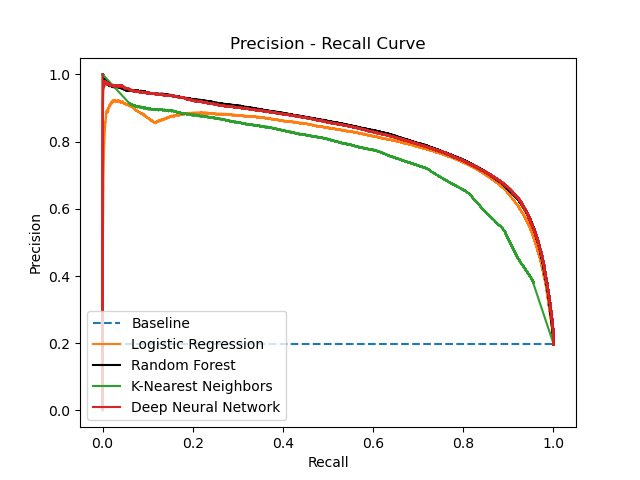 Precision - Recall Curve
1.0
0.8
0.6
0.4
0.2
0.0
Precision
Baseline
Logistic Regression
Random Forest
K-Nearest Neighbors
Deep Neural Network
0.0 0.2 0.4 0.6 0.8 1.0
Recall